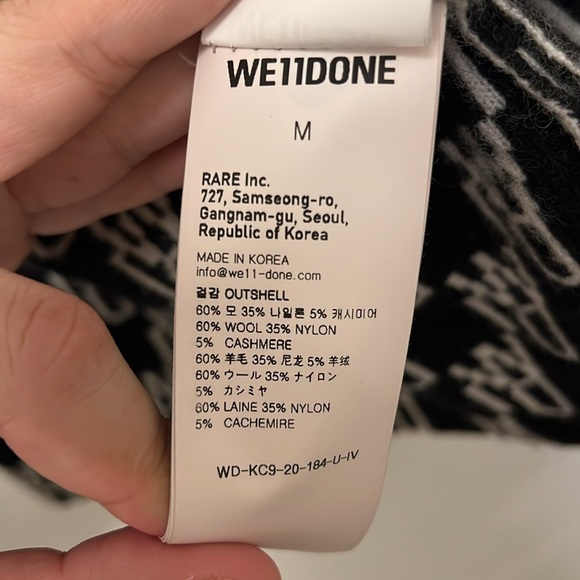 WE11DONE
M
RARE Inc.
727, Samseong-ro,
Gangnam-gu, Seoul,
Republic of Korea
MADE IN KOREA
info@we11-done.com
겉감 OUTSHELL
60% 모 35% 나일론 5% 캐시미어
60% WOOL 35% NYLON
5% CASHMERE
60% 羊毛 35% 尼龙 5% 羊绒
60% ウール 35% ナイロン
5% カシミヤ
60% LAINE 35% NYLON
5% CACHEMIRE
WD-KC9-20-184-U-IV